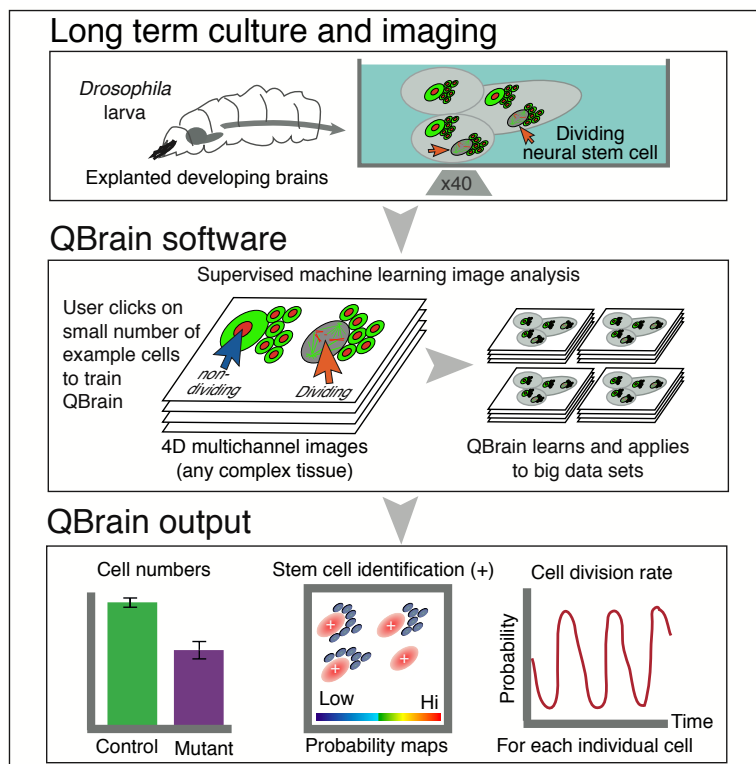 Long term culture and imaging
Drosophila
larva
Explanted developing brains
Dividing
neural stem cell
x40
QBrain software
Supervised machine learning image analysis
User clicks on
small number of
example cells
to train
QBrain
non-
dividing
Dividing
4D multichannel images
(any complex tissue)
QBrain learns and applies
to big data sets
QBrain output
Cell numbers
Control
Mutant
Stem cell identification (+)
+
+
+
+
Low
Hi
Probability maps
Cell division rate
Probability
Time
For each individual cell